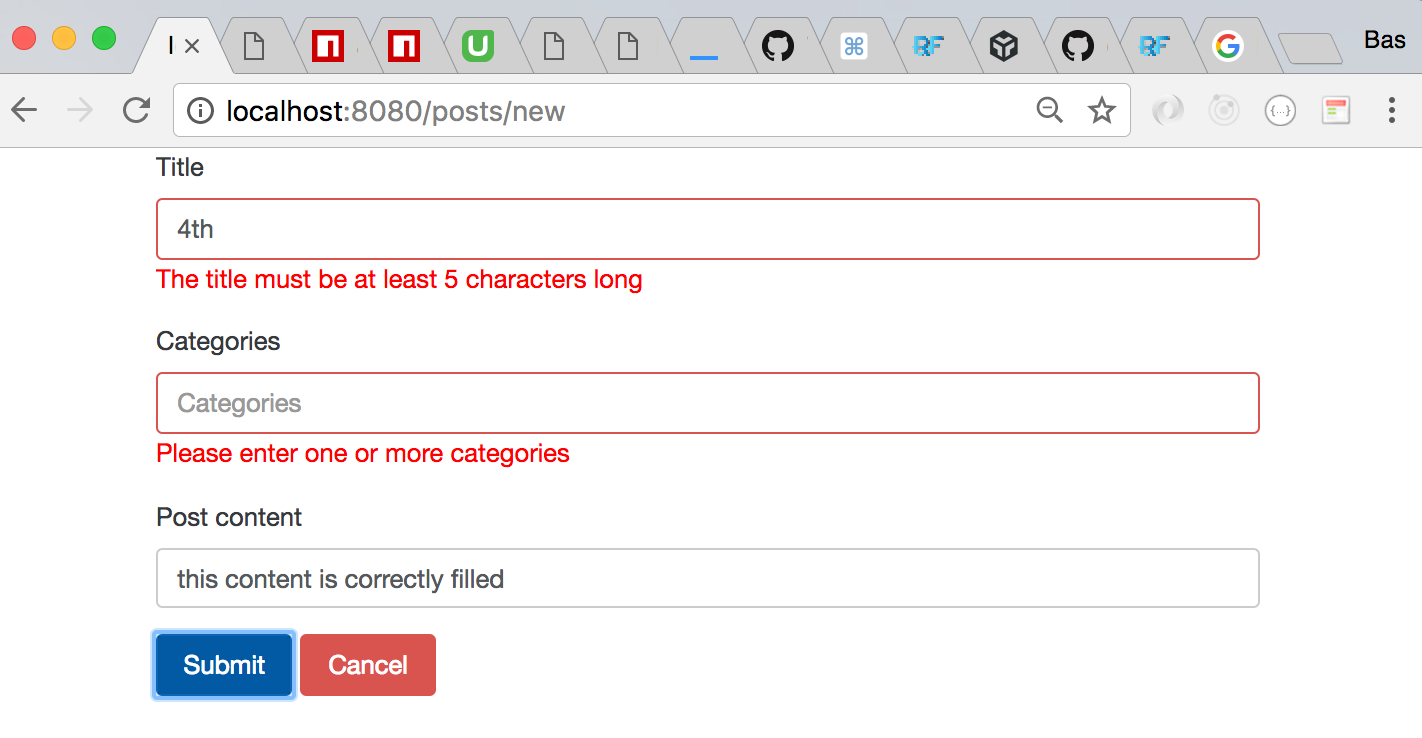 Bas
localhost:8080/posts/new
Title
4th
The title must be at least 5 characters long
Categories
Categories
Please enter one or more categories
Post content
this content is correctly filled
Submit Cancel